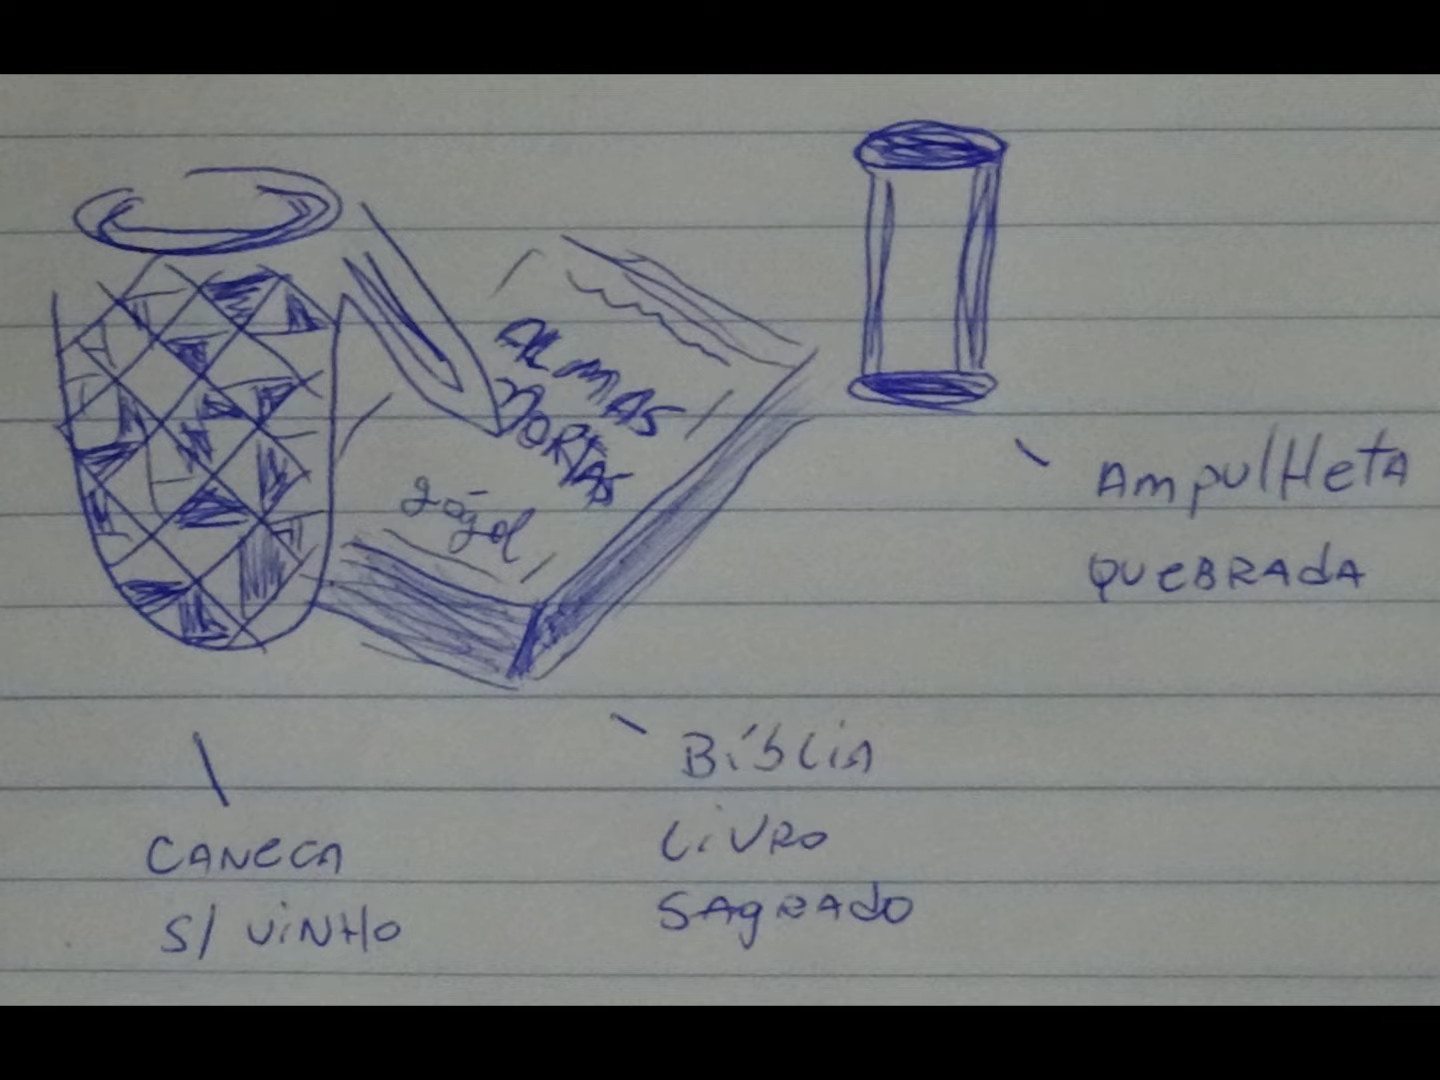 ALMAS
MORTAS
gógol
AmpulHetA
QUEBRAdA
BíbLiA
LiVRO
SAgRAdo
CANECA
S/ ViNHO